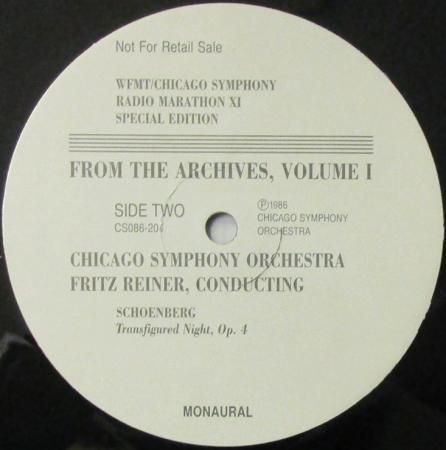 Not For Retail Sale
WFMT/CHICAGO SYMPHONY
RADIO MARATHON XI
SPECIAL EDITION
FROM THE ARCHIVES, VOLUME I
SIDE TWO
CS086-204
Ⓟ1986
CHICAGO SYMPHONY
ORCHESTRA
CHICAGO SYMPHONY ORCHESTRA
FRITZ REINER, CONDUCTING
SCHOENBERG
Transfigured Night, Op. 4
MONAURAL